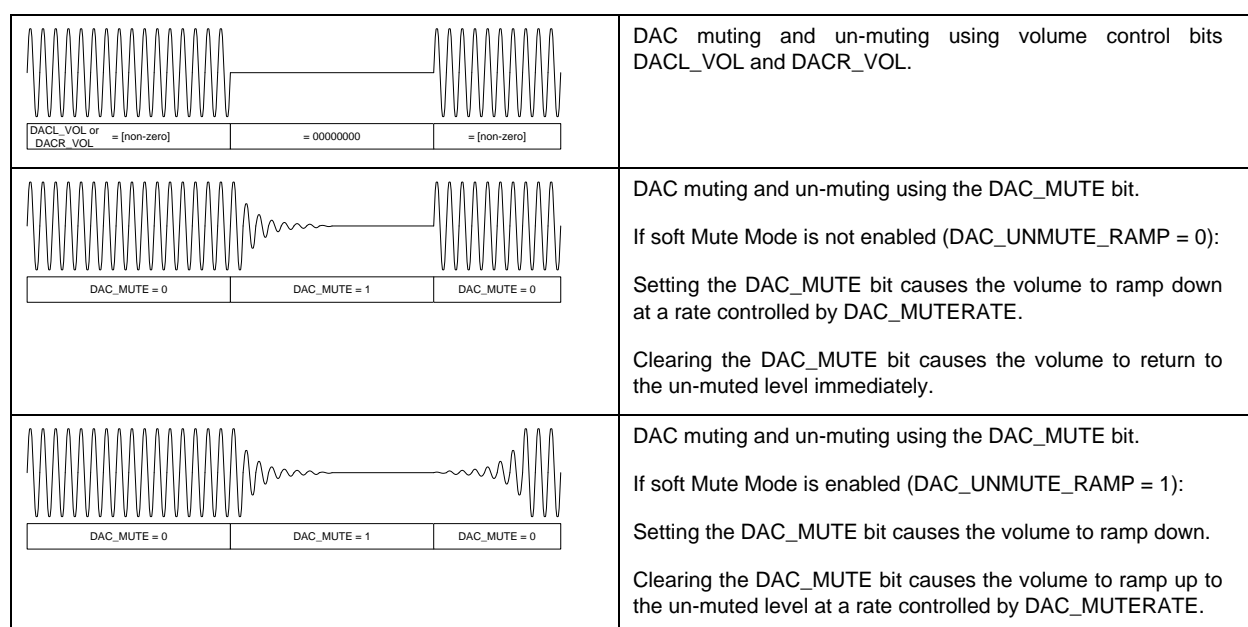 DACL_VOL or
DACR_VOL
= [non-zero]
= 00000000
= [non-zero]
DAC muting and un-muting using volume control bits
DACL_VOL and DACR_VOL.
DAC_MUTE = 0
DAC_MUTE = 1
DAC_MUTE = 0
DAC muting and un-muting using the DAC_MUTE bit.
If soft Mute Mode is not enabled (DAC_UNMUTE_RAMP = 0):
Setting the DAC_MUTE bit causes the volume to ramp down
at a rate controlled by DAC_MUTERATE.
Clearing the DAC_MUTE bit causes the volume to return to
the un-muted level immediately.
DAC_MUTE = 0
DAC_MUTE = 1
DAC_MUTE = 0
DAC muting and un-muting using the DAC_MUTE bit.
If soft Mute Mode is enabled (DAC_UNMUTE_RAMP = 1):
Setting the DAC_MUTE bit causes the volume to ramp down.
Clearing the DAC_MUTE bit causes the volume to ramp up to
the un-muted level at a rate controlled by DAC_MUTERATE.